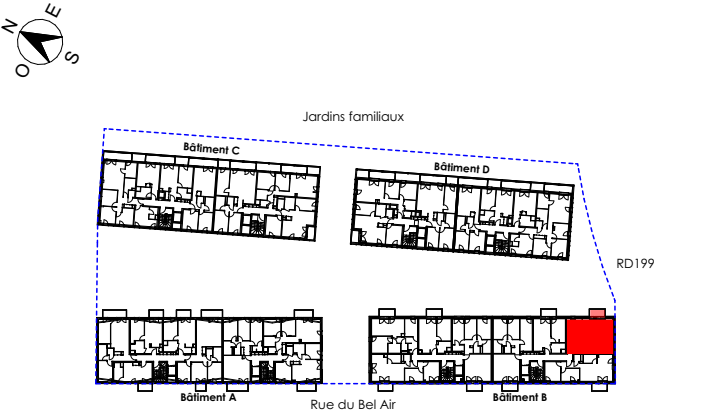 N E
O S
Jardins familiaux
Bâtiment C
Bâtiment D
RD199
Bâtiment A
Bâtiment B
Rue du Bel Air